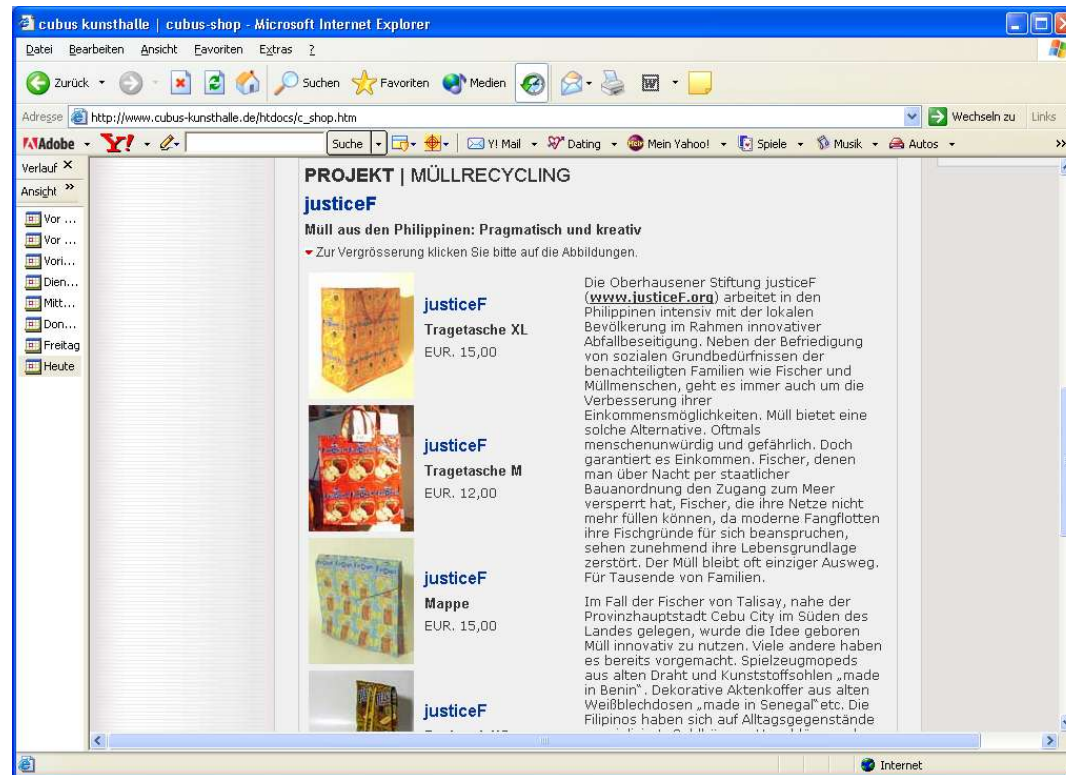 cubus kunsthalle | cubus-shop - Microsoft Internet Explorer
Datei Bearbeiten Ansicht Favoriten Extras ?
Zurück Suchen Favoriten Medien
Adresse http://www.cubus-kunsthalle.de/htdocs/c_shop.htm Wechseln zu Links
Adobe Y! Suche Y! Mail Dating Mein Yahoo! Spiele Musik Autos
Verlauf
Ansicht
Vor ...
Vor ...
Vori...
Dien...
Mitt...
Don...
Freitag
Heute
PROJEKT | MÜLLRECYCLING
justiceF
Müll aus den Philippinen: Pragmatisch und kreativ
Zur Vergrösserung klicken Sie bitte auf die Abbildungen.
justiceF
Tragetasche XL
EUR. 15,00
justiceF
Tragetasche M
EUR. 12,00
justiceF
Mappe
EUR. 15,00
justiceF
Die Oberhausener Stiftung justiceF
(www.justiceF.org) arbeitet in den
Philippinen intensiv mit der lokalen
Bevölkerung im Rahmen innovativer
Abfallbeseitigung. Neben der Befriedigung
von sozialen Grundbedürfnissen der
benachteiligten Familien wie Fischer und
Müllmenschen, geht es immer auch um die
Verbesserung ihrer
Einkommensmöglichkeiten. Müll bietet eine
solche Alternative. Oftmals
menschenunwürdig und gefährlich. Doch
garantiert es Einkommen. Fischer, denen
man über Nacht per staatlicher
Bauanordnung den Zugang zum Meer
versperrt hat, Fischer, die ihre Netze nicht
mehr füllen können, da moderne Fangflotten
ihre Fischgründe für sich beanspruchen,
sehen zunehmend ihre Lebensgrundlage
zerstört. Der Müll bleibt oft einziger Ausweg.
Für Tausende von Familien.
Im Fall der Fischer von Talisay, nahe der
Provinzhauptstadt Cebu City im Süden des
Landes gelegen, wurde die Idee geboren
Müll innovativ zu nutzen. Viele andere haben
es bereits vorgemacht. Spielzeugmopeds
aus alten Draht und Kunststoffsohlen „made
in Benin“. Dekorative Aktenkoffer aus alten
Weißblechdosen „made in Senegal“ etc. Die
Filipinos haben sich auf Alltagsgegenstände
Internet